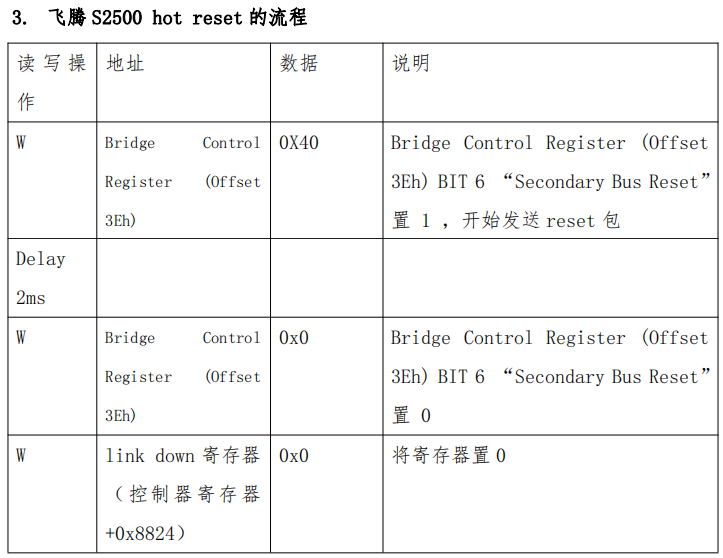 3. 飞腾 S2500 hot reset 的流程
读写操作 地址 数据 说明
W Bridge Control Register (Offset 3Eh) 0X40 Bridge Control Register (Offset 3Eh) BIT 6 “Secondary Bus Reset” 置 1 ，开始发送 reset 包
Delay 2ms
W Bridge Control Register (Offset 3Eh) 0x0 Bridge Control Register (Offset 3Eh) BIT 6 “Secondary Bus Reset” 置 0
W link down 寄存器（控制器寄存器+0x8824） 0x0 将寄存器置 0